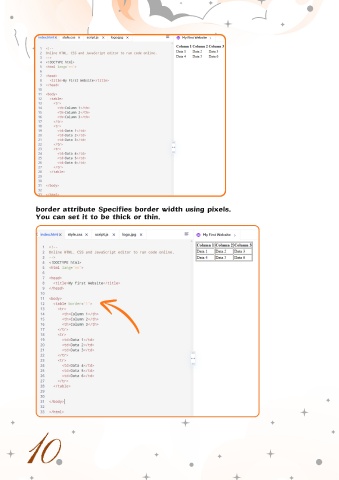 index.html × style.css × script.js × logo.jpg × My First Website ×
1 <!--
2 Online HTML, CSS and JavaScript editor to run code online.
3 -->
4 <!DOCTYPE html>
5 <html lang="en">
6
7 <head>
8 <title>My First Website</title>
9 </head>
10
11 <body>
12 <table>
13 <tr>
14 <th>Column 1</th>
15 <th>Column 2</th>
16 <th>Column 3</th>
17 </tr>
18 <tr>
19 <td>Data 1</td>
20 <td>Data 2</td>
21 <td>Data 3</td>
22 </tr>
23 <tr>
24 <td>Data 4</td>
25 <td>Data 5</td>
26 <td>Data 6</td>
27 </tr>
28 </table>
29
30
31 </body>
32
33 </html>
Column 1 Column 2 Column 3
Data 1 Data 2 Data 3
Data 4 Data 5 Data 6
border attribute Specifies border width using pixels.
You can set it to be thick or thin.
index.html × style.css × script.js × logo.jpg × My First Website ×
1 <!--
2 Online HTML, CSS and JavaScript editor to run code online.
3 -->
4 <!DOCTYPE html>
5 <html lang="en">
6
7 <head>
8 <title>My First Website</title>
9 </head>
10
11 <body>
12 <table border="1">
13 <tr>
14 <th>Column 1</th>
15 <th>Column 2</th>
16 <th>Column 3</th>
17 </tr>
18 <tr>
19 <td>Data 1</td>
20 <td>Data 2</td>
21 <td>Data 3</td>
22 </tr>
23 <tr>
24 <td>Data 4</td>
25 <td>Data 5</td>
26 <td>Data 6</td>
27 </tr>
28 </table>
29
30
31 </body>
32
33 </html>
Column 1 Column 2 Column 3
Data 1 Data 2 Data 3
Data 4 Data 5 Data 6
10